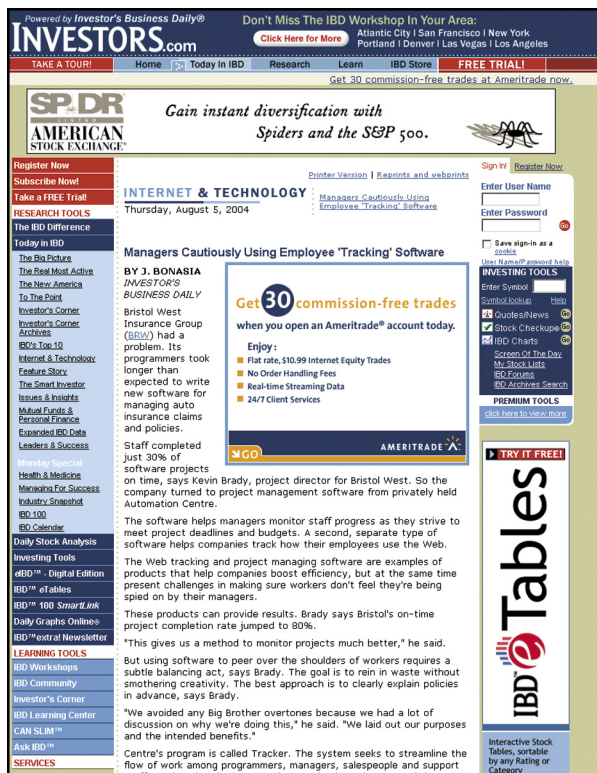 Powered by Investor's Business Daily®
INVESTORS.com
Don't Miss The IBD Workshop In Your Area:
Click Here for More
Atlantic City | San Francisco | New York
Portland | Denver | Las Vegas | Los Angeles
TAKE A TOUR!
Home
Today In IBD
Research
Learn
IBD Store
FREE TRIAL!
Get 30 commission-free trades at Ameritrade now.
SPDR
LISTED
AMERICAN
STOCK EXCHANGE®
Gain instant diversification with
Spiders and the S&P 500.
Register Now
Subscribe Now!
Take a FREE Trial!
RESEARCH TOOLS
The IBD Difference
Today in IBD
The Big Picture
The Real Most Active
The New America
To The Point
Investor's Corner
Investor's Corner
Archives
IBD's Top 10
Internet & Technology
Feature Story
The Smart Investor
Issues & Insights
Mutual Funds &
Personal Finance
Expanded IBD Data
Leaders & Success
Monday Special
Health & Medicine
Managing For Success
Industry Snapshot
IBD 100
IBD Calendar
Daily Stock Analysis
Investing Tools
eIBD™ - Digital Edition
IBD™ eTables
IBD™ 100 SmartLink
Daily Graphs Online®
IBD™extra! Newsletter
LEARNING TOOLS
IBD Workshops
IBD Community
Investor's Corner
IBD Learning Center
CAN SLIM™
Ask IBD™
SERVICES
Printer Version | Reprints and webprints
INTERNET & TECHNOLOGY
Thursday, August 5, 2004
Managers Cautiously Using
Employee 'Tracking' Software
Managers Cautiously Using Employee 'Tracking' Software
BY J. BONASIA
INVESTOR'S
BUSINESS DAILY
Bristol West
Insurance Group
(BRW) had a
problem. Its
programmers took
longer than
expected to write
new software for
managing auto
insurance claims
and policies.
Staff completed
just 30% of
software projects
on time, says Kevin Brady, project director for Bristol West. So the
company turned to project management software from privately held
Automation Centre.
The software helps managers monitor staff progress as they strive to
meet project deadlines and budgets. A second, separate type of
software helps companies track how their employees use the Web.
The Web tracking and project managing software are examples of
products that help companies boost efficiency, but at the same time
present challenges in making sure workers don't feel they're being
spied on by their managers.
These products can provide results. Brady says Bristol's on-time
project completion rate jumped to 80%.
"This gives us a method to monitor projects much better," he said.
But using software to peer over the shoulders of workers requires a
subtle balancing act, says Brady. The goal is to rein in waste without
smothering creativity. The best approach is to clearly explain policies
in advance, says Brady.
"We avoided any Big Brother overtones because we had a lot of
discussion on why we're doing this," he said. "We laid out our purposes
and the intended benefits."
Centre's program is called Tracker. The system seeks to streamline the
flow of work among programmers, managers, salespeople and support
Get 30 commission-free trades
when you open an Ameritrade® account today.
Enjoy :
Flat rate, $10.99 Internet Equity Trades
No Order Handling Fees
Real-time Streaming Data
24/7 Client Services
GO
AMERITRADE
Sign In! Register Now
Enter User Name
Enter Password
Go
Save sign-in as a
cookie
User Name/Password help
INVESTING TOOLS
Enter Symbol
Symbol lookup Help
Quotes/News Go
Stock Checkup® Go
IBD Charts Go
Screen Of The Day
My Stock Lists
IBD Forums
IBD Archives Search
PREMIUM TOOLS
click here to view more
TRY IT FREE!
IBD® eTables
Interactive Stock
Tables, sortable
by any Rating or
Category